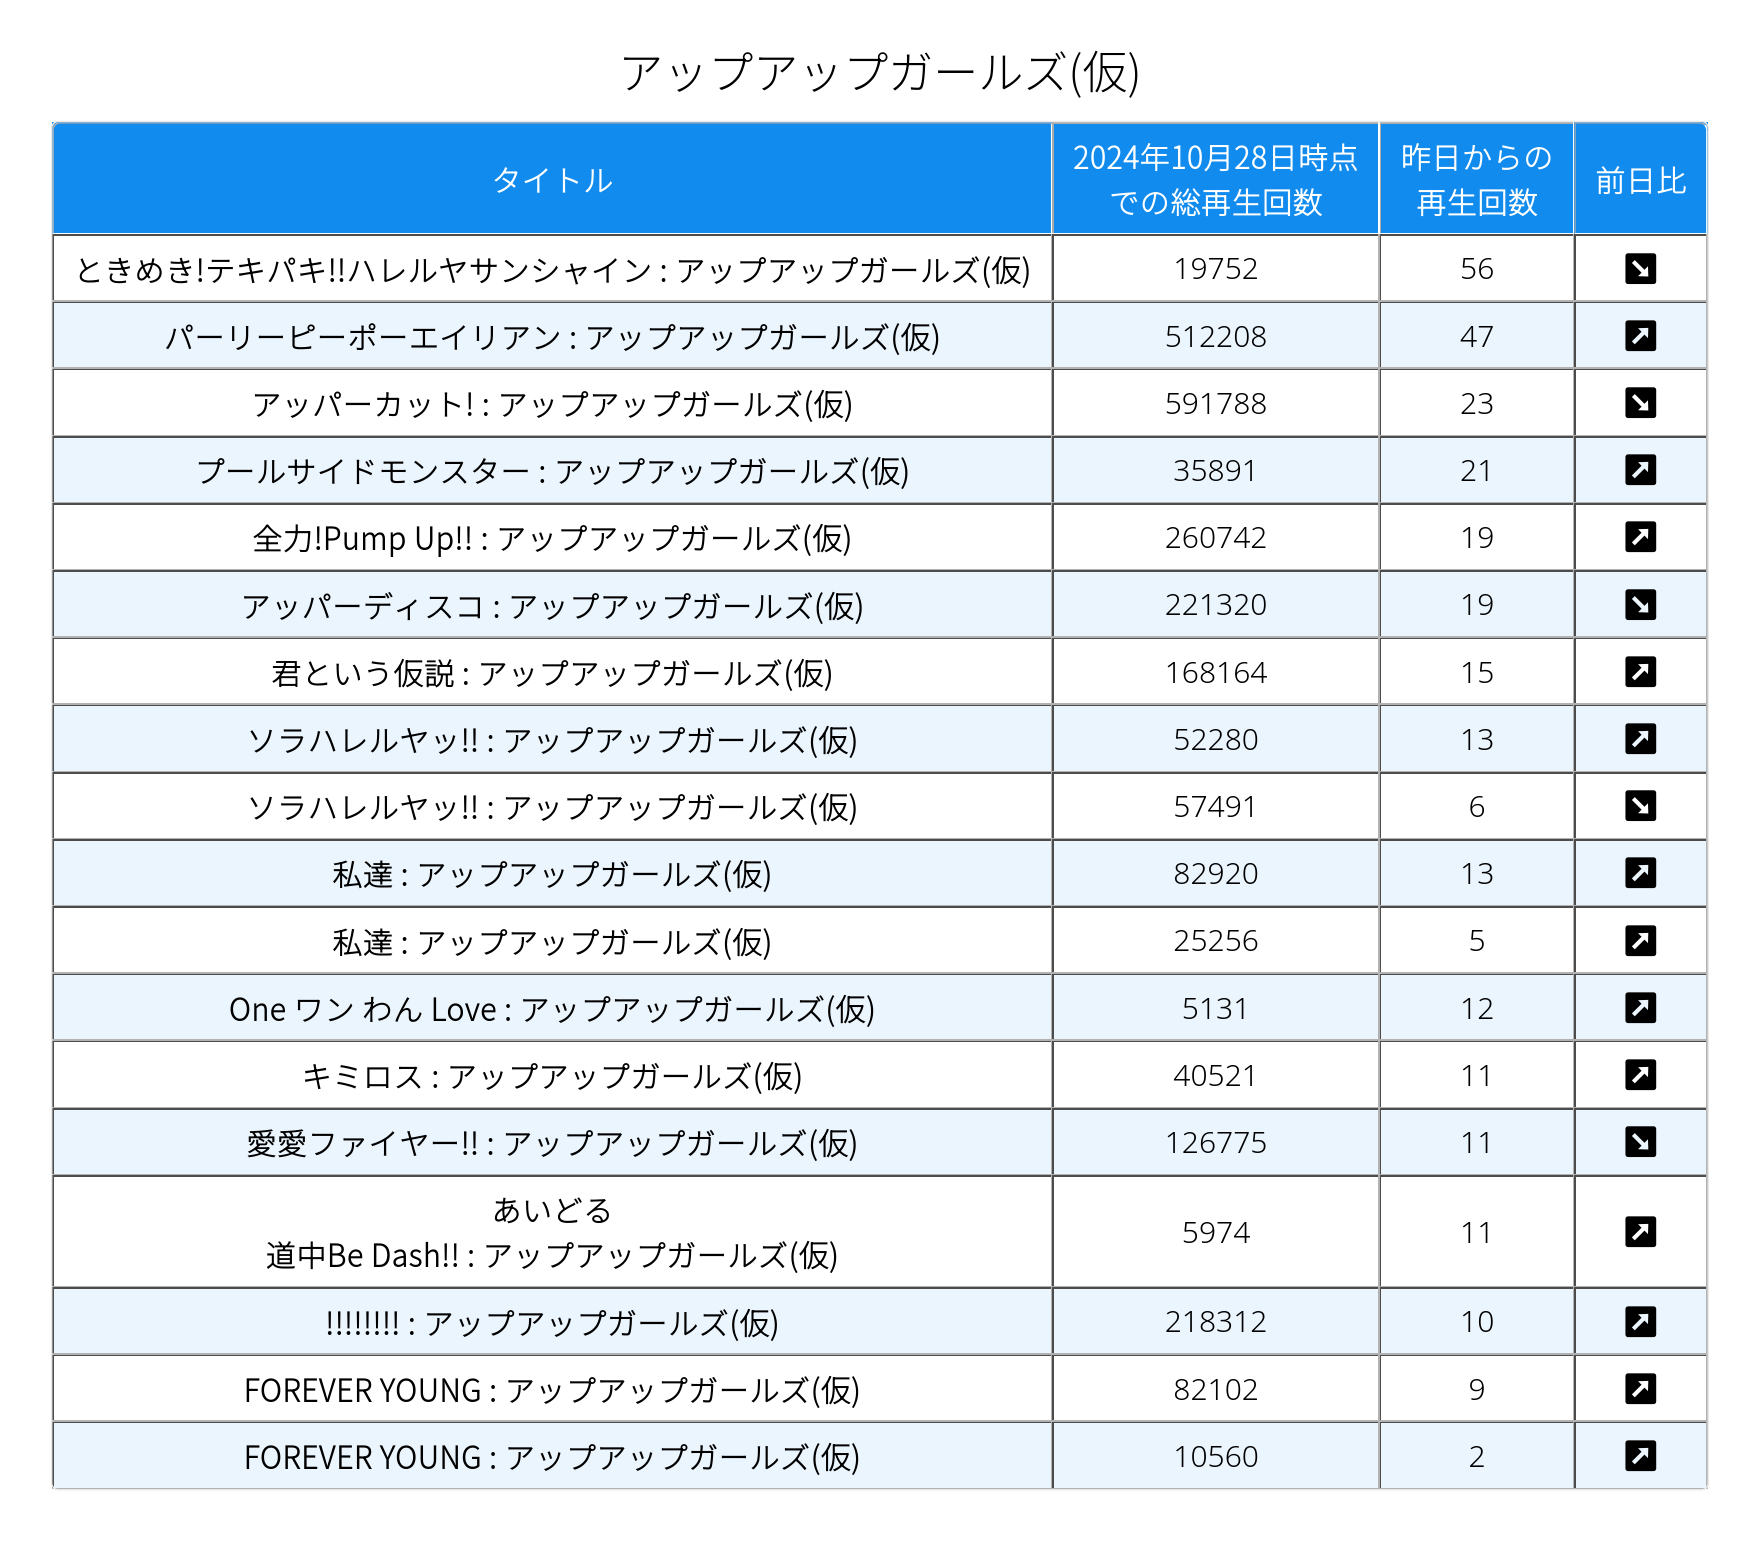 アップアップガールズ(仮)
タイトル 2024年10月28日時点 昨日からの 前日比
での総再生回数 再生回数
ときめき!テキパキ!!ハレルヤサンシャイン : アップアップガールズ(仮) 19752 56
パーリーピーポーエイリアン : アップアップガールズ(仮) 512208 47
アッパーカット! : アップアップガールズ(仮) 591788 23
プールサイドモンスター : アップアップガールズ(仮) 35891 21
全力!Pump Up!! : アップアップガールズ(仮) 260742 19
アッパーディスコ : アップアップガールズ(仮) 221320 19
君という仮説 : アップアップガールズ(仮) 168164 15
ソラハレルヤッ!! : アップアップガールズ(仮) 52280 13
ソラハレルヤッ!! : アップアップガールズ(仮) 57491 6
私達 : アップアップガールズ(仮) 82920 13
私達 : アップアップガールズ(仮) 25256 5
One ワン わん Love : アップアップガールズ(仮) 5131 12
キミロス : アップアップガールズ(仮) 40521 11
愛愛ファイヤー!! : アップアップガールズ(仮) 126775 11
あいどる
道中Be Dash!! : アップアップガールズ(仮) 5974 11
!!!!!!!! : アップアップガールズ(仮) 218312 10
FOREVER YOUNG : アップアップガールズ(仮) 82102 9
FOREVER YOUNG : アップアップガールズ(仮) 10560 2